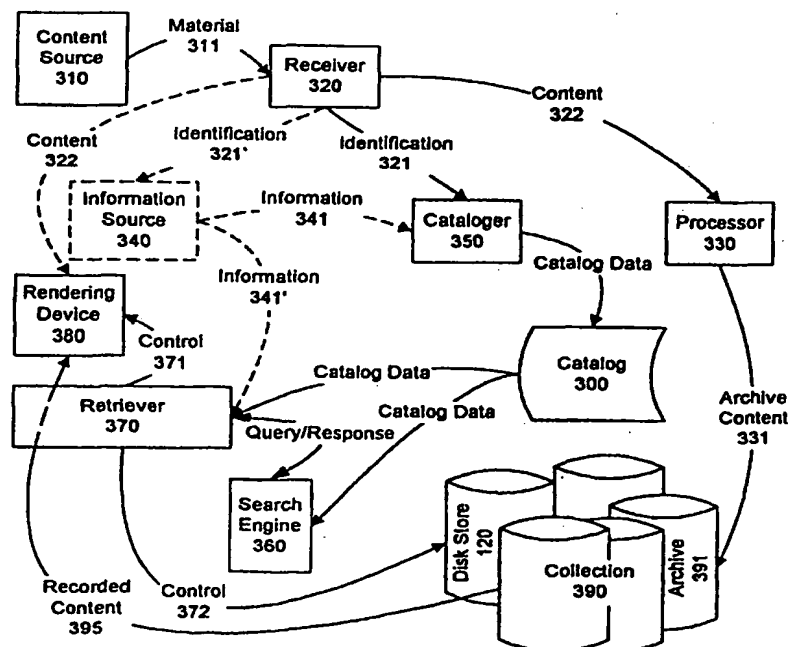 Content
Source
310
Material
311
Receiver
320
Content
322
Content
322
Identification
321'
Identification
321
Information
Source
340
Information
341
Cataloger
350
Processor
330
Information
341'
Catalog Data
Rendering
Device
380
Control
371
Catalog
300
Catalog Data
Catalog Data
Retriever
370
Query/Response
Archive
Content
331
Search
Engine
360
Disk Store
120
Collection
390
Archive
391
Recorded
Content
395
Control
372